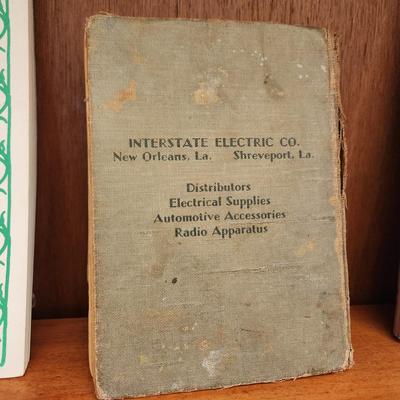 INTERSTATE ELECTRIC CO.
New Orleans, La. Shreveport, La.
Distributors
Electrical Supplies
Automotive Accessories
Radio Apparatus